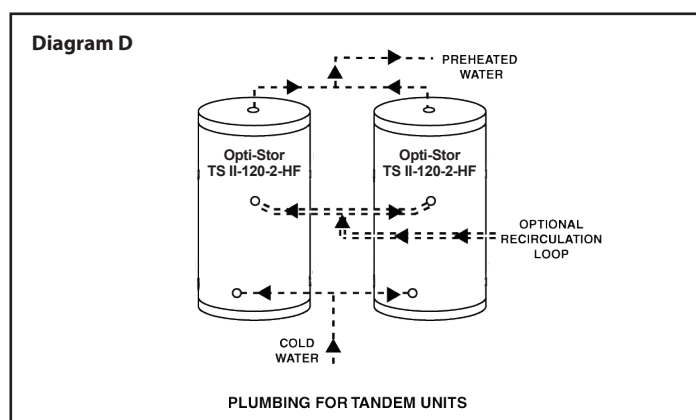 Diagram D
PREHEATED
WATER
Opti-Stor
TS II-120-2-HF
Opti-Stor
TS II-120-2-HF
OPTIONAL
RECIRCULATION
LOOP
COLD
WATER
PLUMBING FOR TANDEM UNITS